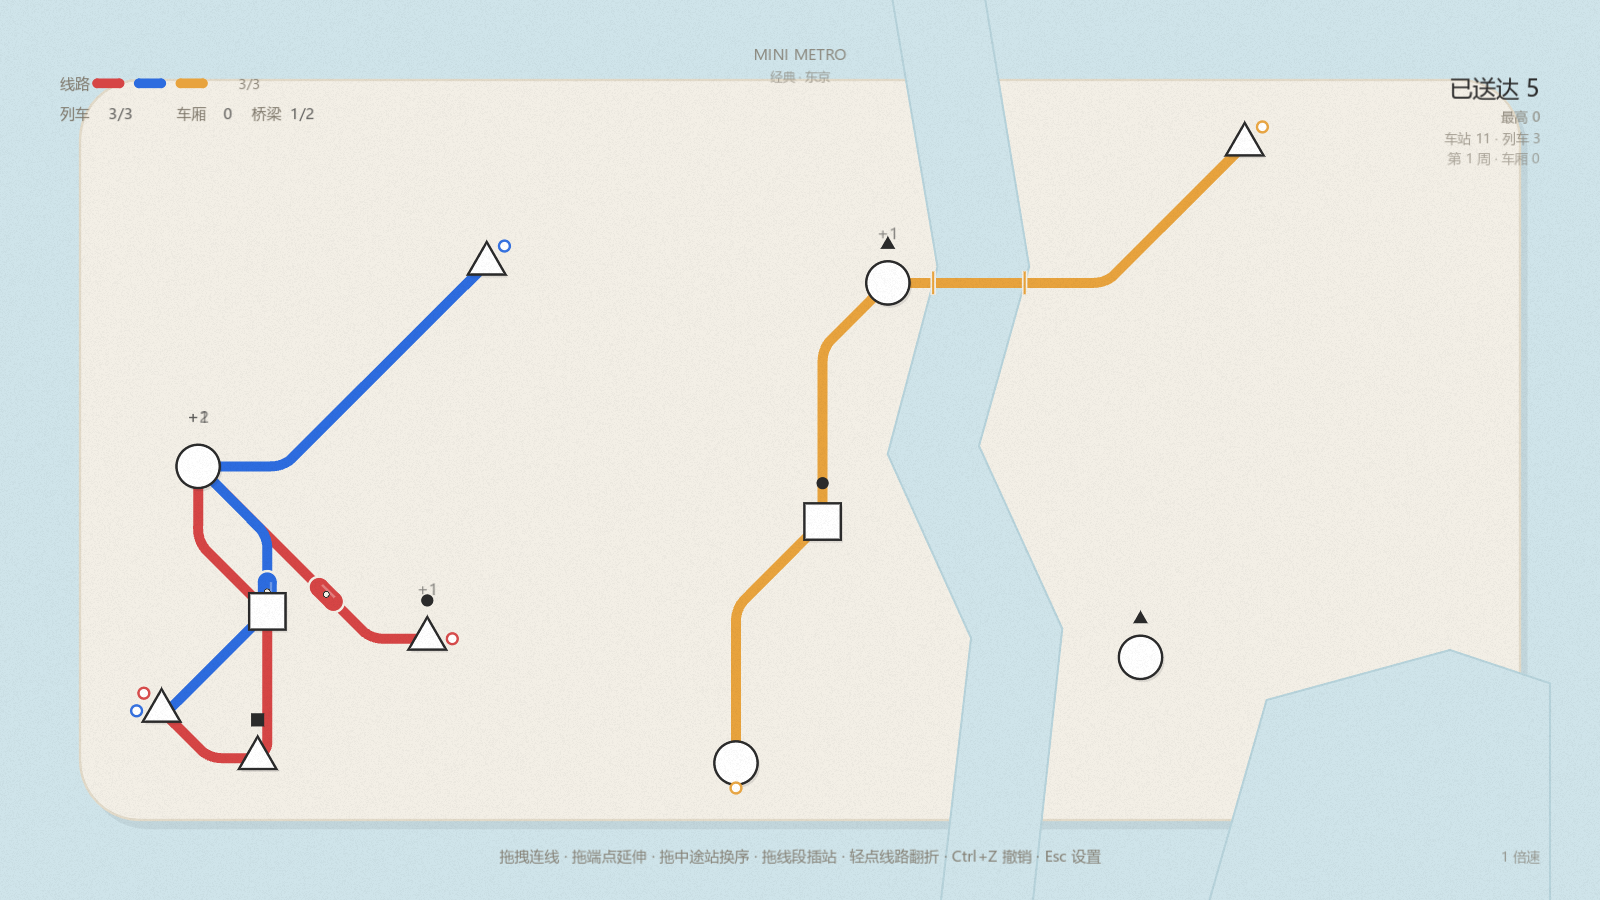 MINI METRO
经典 · 东京
线路 3/3
列车 3/3 车厢 0 桥梁 1/2
已送达 5
最高 0
车站 11 · 列车 3
第 1 周 · 车厢 0
+1
+1
拖拽连线 · 拖端点延伸 · 拖中途站换序 · 拖线段插站 · 轻点线路翻折 · Ctrl+Z 撤销 · Esc 设置
1 倍速